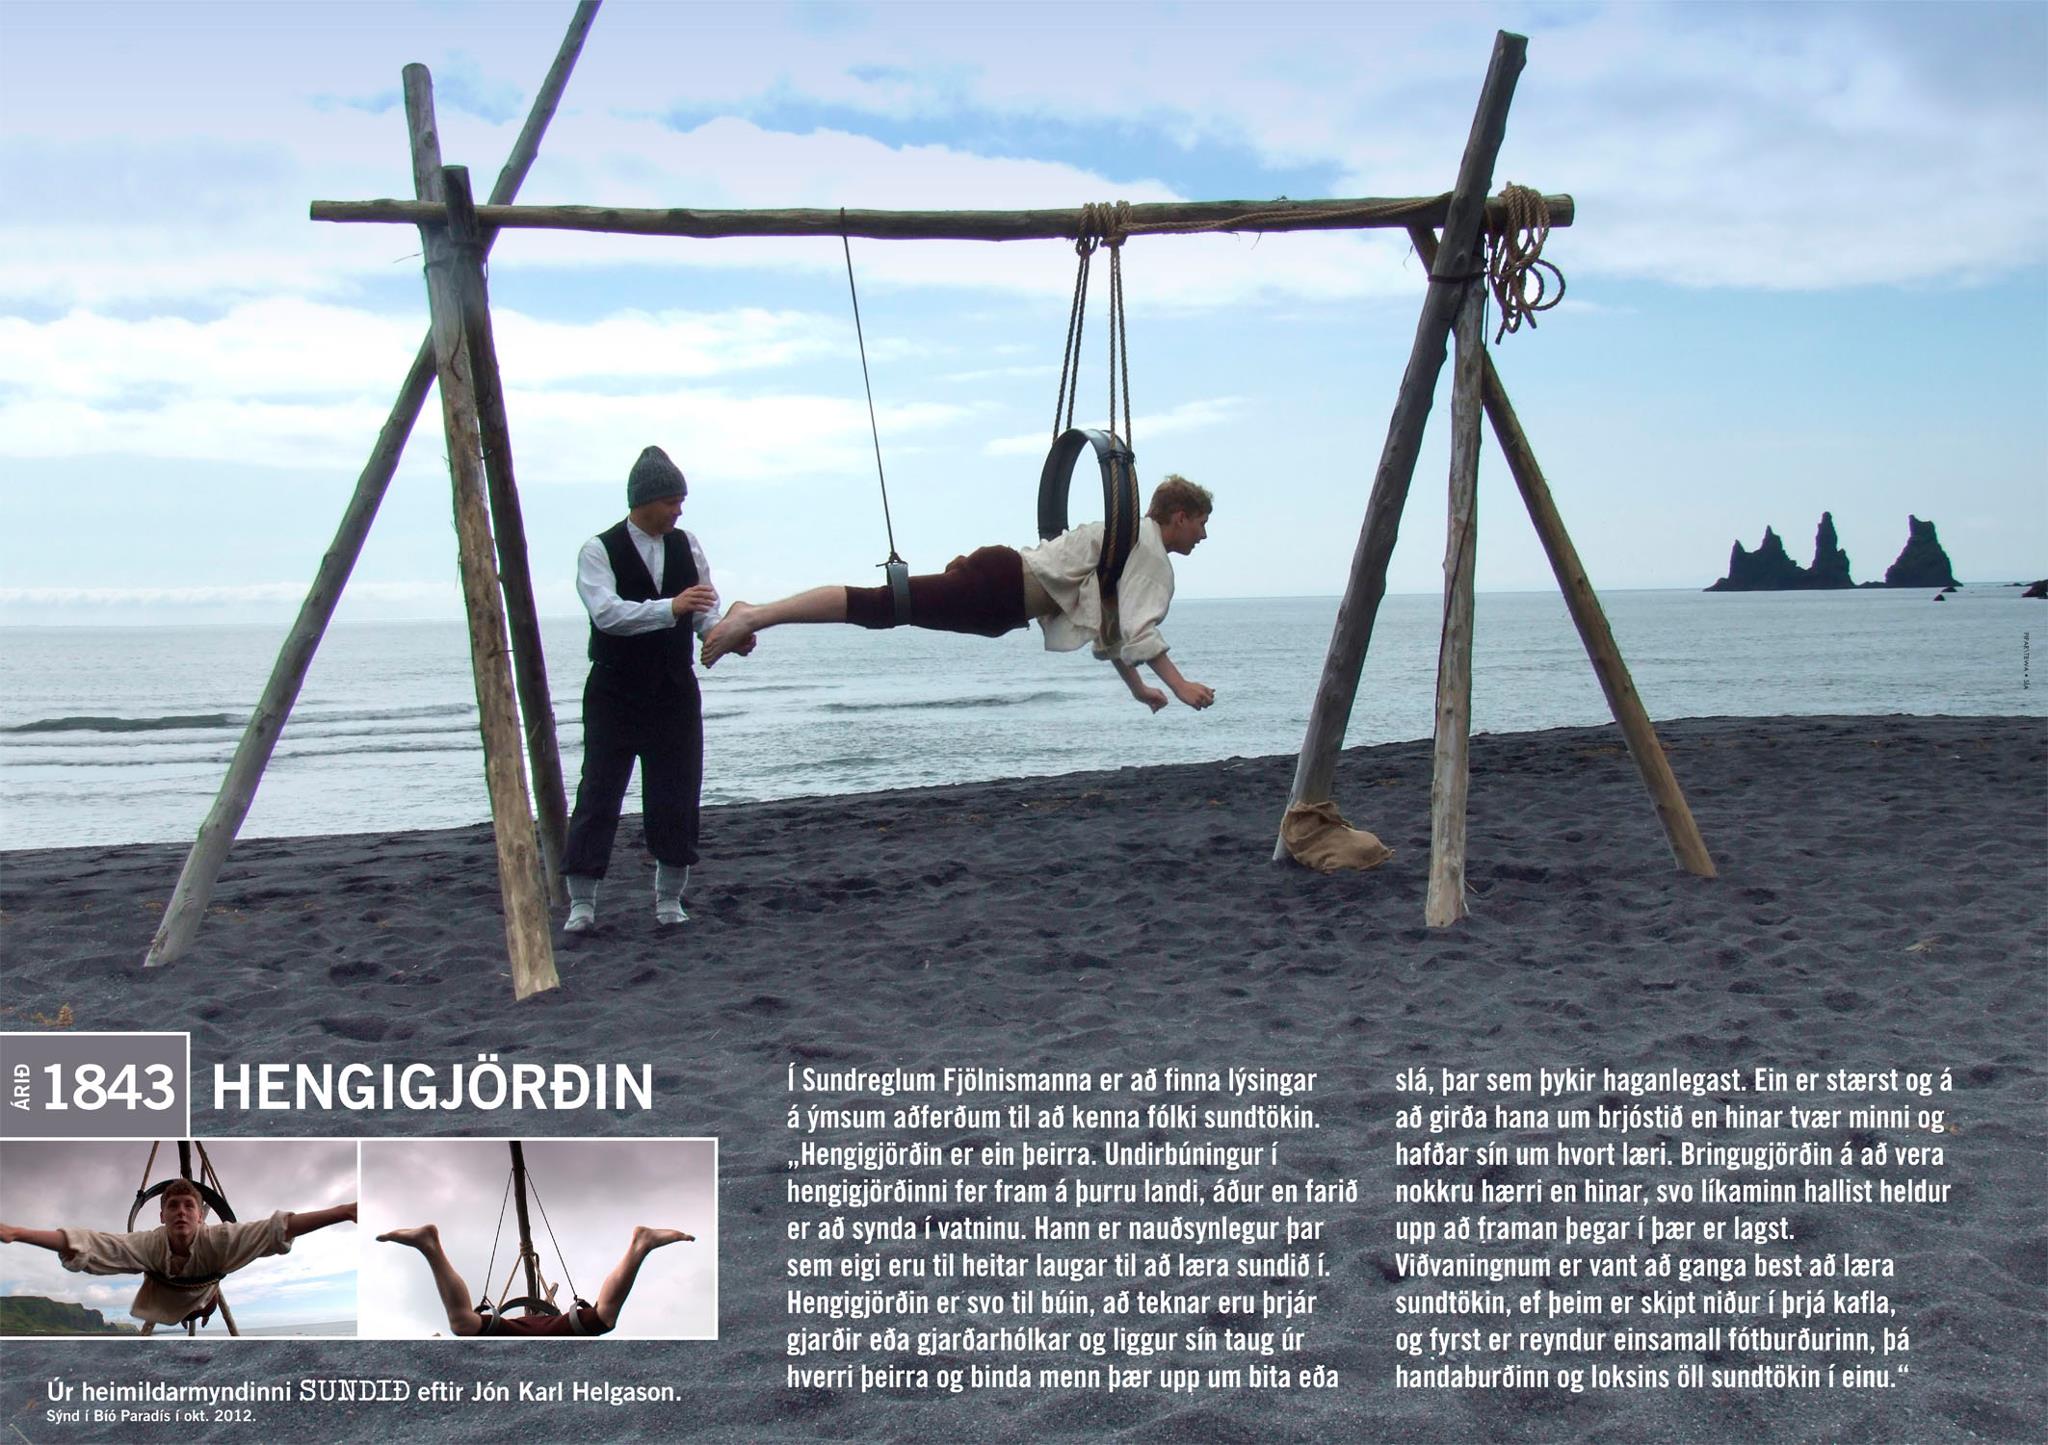 ÁRIÐ 1843
HENGIGJÖRÐIN
Í Sundreglum Fjölnismanna er að finna lýsingar
á ýmsum aðferðum til að kenna fólki sundtökin.
„Hengigjörðin er ein þeirra. Undirbúningur í
hengigjörðinni fer fram á þurru landi, áður en farið
er að synda í vatninu. Hann er nauðsynlegur þar
sem eigi eru til heitar laugar til að læra sundið í.
Hengigjörðin er svo til búin, að teknar eru þrjár
gjarðir eða gjarðarhólkar og liggur sín taug úr
hverri þeirra og binda menn þær upp um bita eða
slá, þar sem þykir haganlegast. Ein er stærst og á
að girða hana um brjóstið en hinar tvær minni og
hafðar sín um hvort læri. Bringugjörðin á að vera
nokkru hærri en hinar, svo líkaminn hallist heldur
upp að framan þegar í þær er lagst.
Viðvaningnum er vant að ganga best að læra
sundtökin, ef þeim er skipt niður í þrjá kafla,
og fyrst er reyndur einsamall fótburðurinn, þá
handaburðinn og loksins öll sundtökin í einu.“
Úr heimildarmyndinni SUNDIÐ eftir Jón Karl Helgason.
Sýnd í Bíó Paradís í okt. 2012.